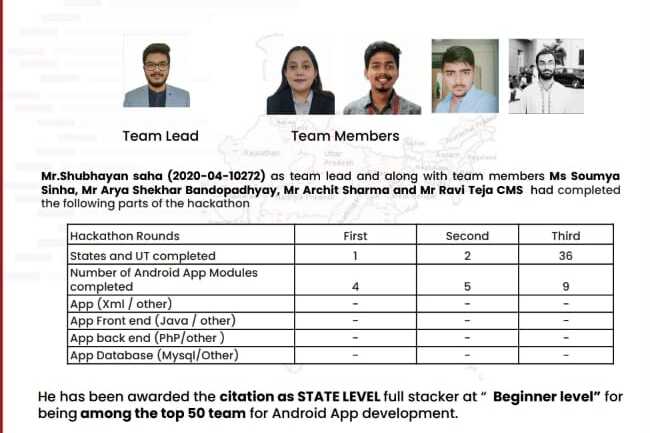 Team Lead
Team Members
Rajasthan
Uttar
Pradesh
Assam
Nagaland
Mr.Shubhayan saha (2020-04-10272) as team lead and along with team members Ms Soumya
Sinha, Mr Arya Shekhar Bandopadhyay, Mr Archit Sharma and Mr Ravi Teja CMS had completed
the following parts of the hackathon
Hackathon Rounds First Second Third
States and UT completed 1 2 36
Number of Android App Modules
completed 4 5 9
App (Xml / other) - - -
App Front end (Java / other) - - -
App back end (PhP/other ) - - -
App Database (Mysql/Other) - - -
He has been awarded the citation as STATE LEVEL full stacker at “ Beginner level” for
being among the top 50 team for Android App development.